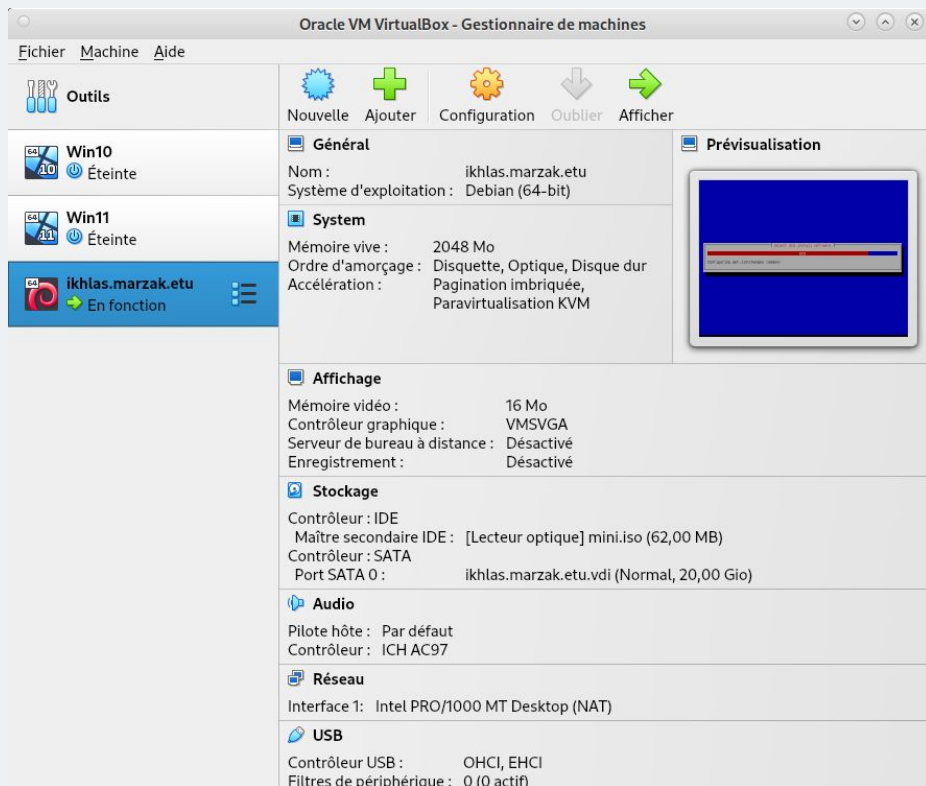 Oracle VM VirtualBox - Gestionnaire de machines
Fichier Machine Aide
Outils
Nouvelle Ajouter Configuration Oublier Afficher
64 10 Win10
Éteinte
64 11 Win11
Éteinte
64 ikhlas.marzak.etu
En fonction
Général
Nom : ikhlas.marzak.etu
Système d'exploitation : Debian (64-bit)
System
Mémoire vive : 2048 Mo
Ordre d'amorçage : Disquette, Optique, Disque dur
Accélération : Pagination imbriquée,
Paravirtualisation KVM
Prévisualisation
Affichage
Mémoire vidéo : 16 Mo
Contrôleur graphique : VMSVGA
Serveur de bureau à distance : Désactivé
Enregistrement : Désactivé
Stockage
Contrôleur : IDE
Maître secondaire IDE : [Lecteur optique] mini.iso (62,00 MB)
Contrôleur : SATA
Port SATA 0 : ikhlas.marzak.etu.vdi (Normal, 20,00 Gio)
Audio
Pilote hôte : Par défaut
Contrôleur : ICH AC97
Réseau
Interface 1: Intel PRO/1000 MT Desktop (NAT)
USB
Contrôleur USB : OHCI, EHCI
Filtres de périphérique : 0 (0 actif)